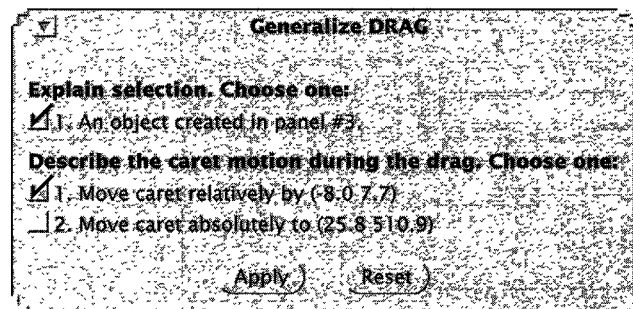 Generalize DRAG
Explain selection. Choose one:
1. An object created in panel #3.
Describe the caret motion during the drag. Choose one:
1. Move caret relatively by (-8.0 7.7)
2. Move caret absolutely to (25.8 510.9)
Apply Reset